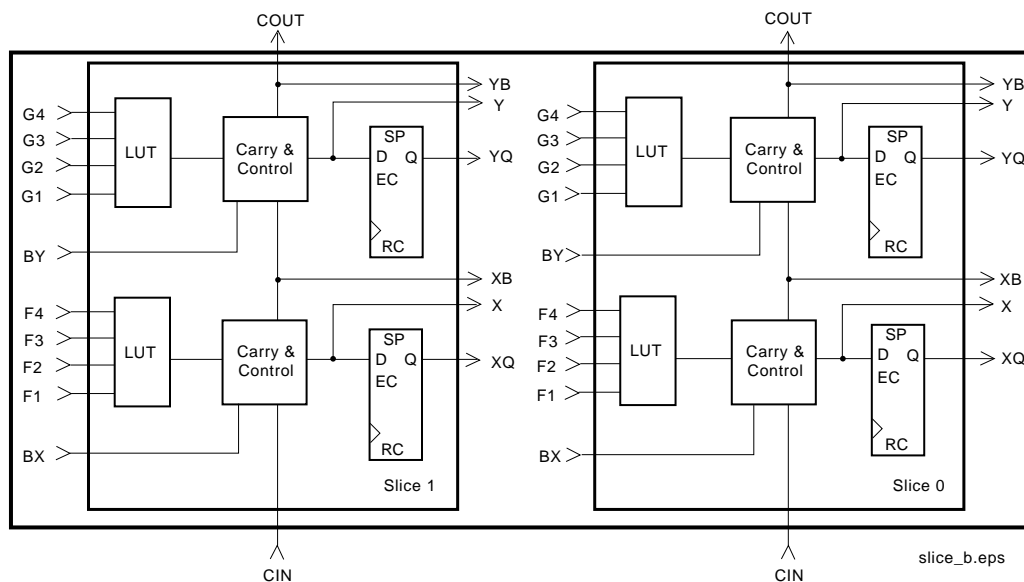 COUT
COUT
YB
Y
G4
G3
G2
G1
LUT
Carry &
Control
SP
D Q
EC
RC
YQ
BY
XB
X
F4
F3
F2
F1
LUT
Carry &
Control
SP
D Q
EC
RC
XQ
BX
Slice 1
CIN
YB
Y
G4
G3
G2
G1
LUT
Carry &
Control
SP
D Q
EC
RC
YQ
BY
XB
X
F4
F3
F2
F1
LUT
Carry &
Control
SP
D Q
EC
RC
XQ
BX
Slice 0
CIN
slice_b.eps